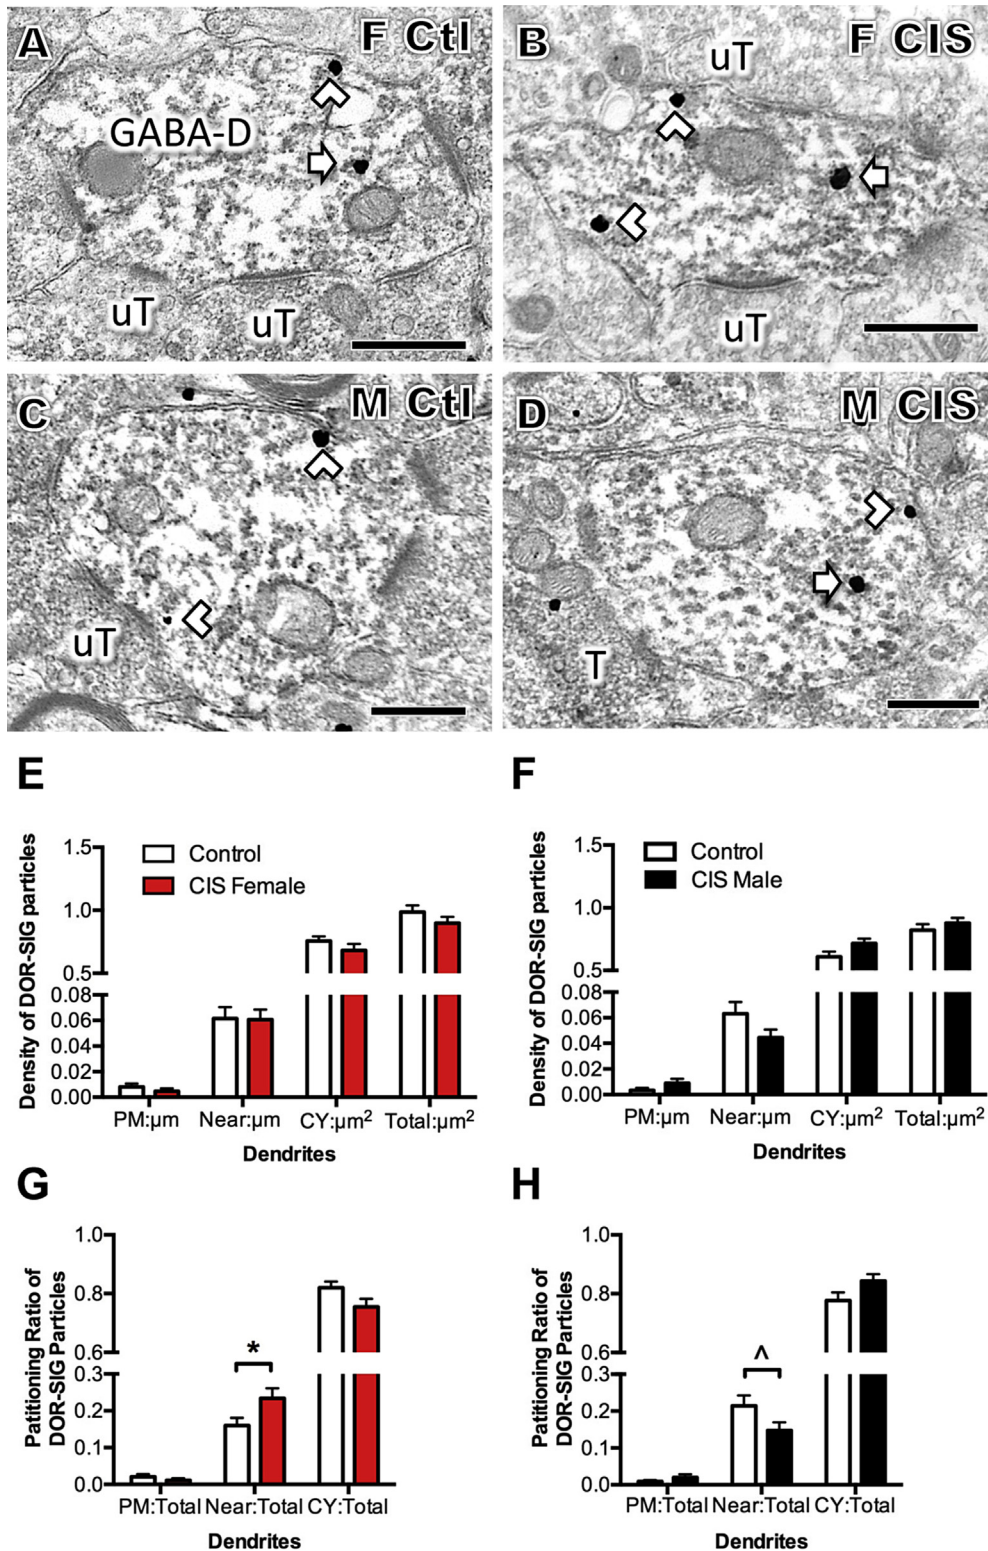 A
F Ctl
GABA-D
uT
uT
B
F CIS
uT
uT
C
M Ctl
uT
D
M CIS
T
E
Density of DOR-SIG particles
1.5
1.0
0.5
0.08
0.06
0.04
0.02
0.00
Control
CIS Female
PM:µm Near:µm CY:µm² Total:µm²
Dendrites
F
Density of DOR-SIG particles
1.5
1.0
0.5
0.08
0.06
0.04
0.02
0.00
Control
CIS Male
PM:µm Near:µm CY:µm² Total:µm²
Dendrites
G
Patitioning Ratio of
DOR-SIG Particles
1.0
0.8
0.6
0.3
0.2
0.1
0.0
*
PM:Total Near:Total CY:Total
Dendrites
H
Patitioning Ratio of
DOR-SIG Particles
1.0
0.8
0.6
0.3
0.2
0.1
0.0
^
PM:Total Near:Total CY:Total
Dendrites